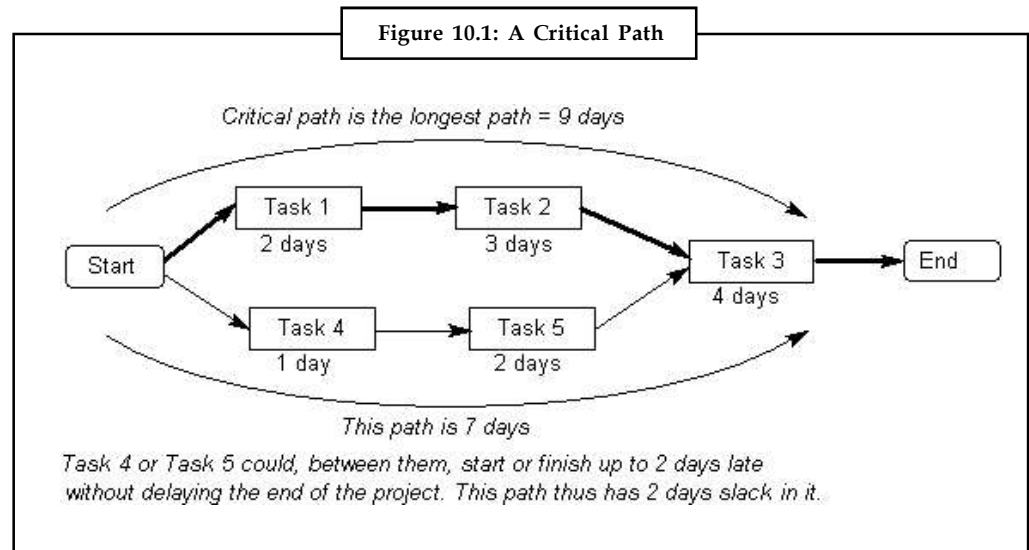 Figure 10.1: A Critical Path
Critical path is the longest path = 9 days
Task 1
Task 2
2 days
3 days
Start
Task 3
End
4 days
Task 4
Task 5
1 day
2 days
This path is 7 days
Task 4 or Task 5 could, between them, start or finish up to 2 days late
without delaying the end of the project. This path thus has 2 days slack in it.